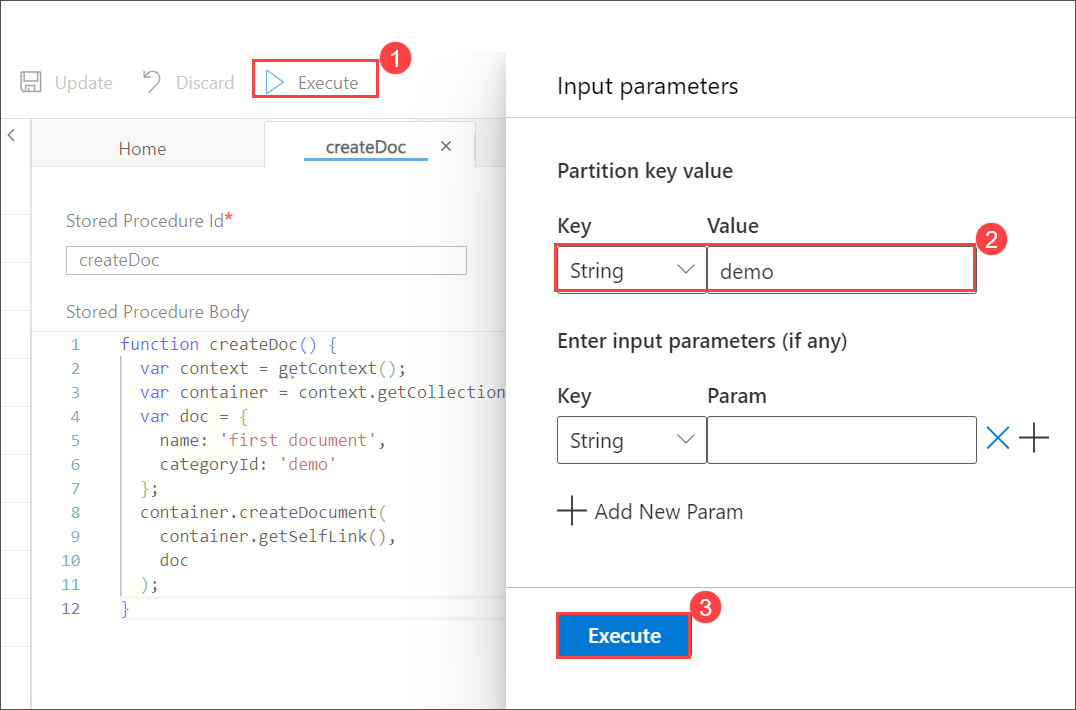 Update
Discard
Execute
1
Home
createDoc
Stored Procedure Id*
createDoc
Stored Procedure Body
1 function createDoc() {
2 var context = getContext();
3 var container = context.getCollection
4 var doc = {
5 name: 'first document',
6 categoryId: 'demo'
7 };
8 container.createDocument(
9 container.getSelfLink(),
10 doc
11 );
12 }
Input parameters
Partition key value
Key Value
2
String demo
Enter input parameters (if any)
Key Param
String
Add New Param
3
Execute